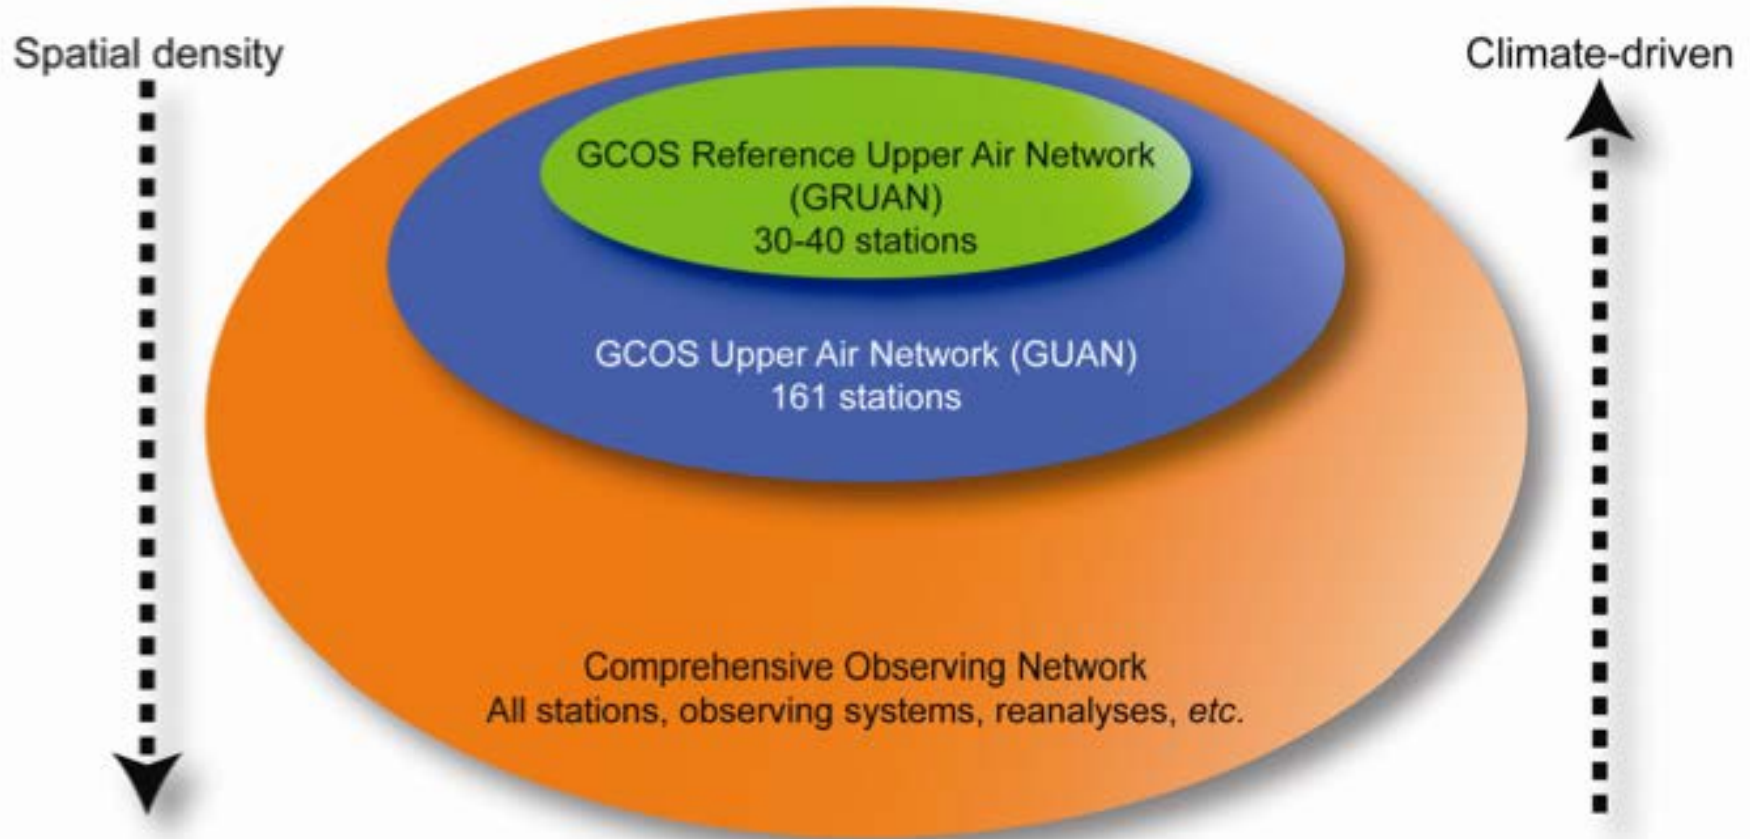 Spatial density
Climate-driven
GCOS Reference Upper Air Network
(GRUAN)
30-40 stations
GCOS Upper Air Network (GUAN)
161 stations
Comprehensive Observing Network
All stations, observing systems, reanalyses, etc.